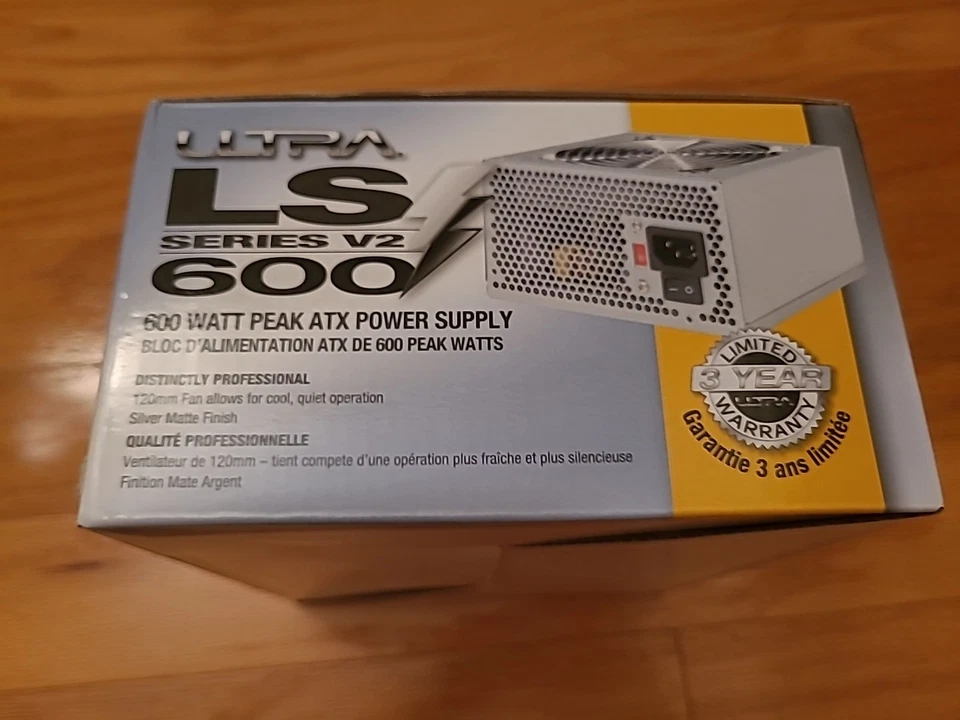 ULTRA
LS
SERIES V2
600
600 WATT PEAK ATX POWER SUPPLY
BLOC D'ALIMENTATION ATX DE 600 PEAK WATTS
DISTINCTLY PROFESSIONAL
120mm Fan allows for cool, quiet operation
Silver Matte Finish
QUALITÉ PROFESSIONNELLE
Ventilateur de 120mm – tient compete d'une opération plus fraîche et plus silencieuse
Finition Mate Argent
LIMITED
3 YEAR
ULTRA
WARRANTY
Garantie 3 ans limitée